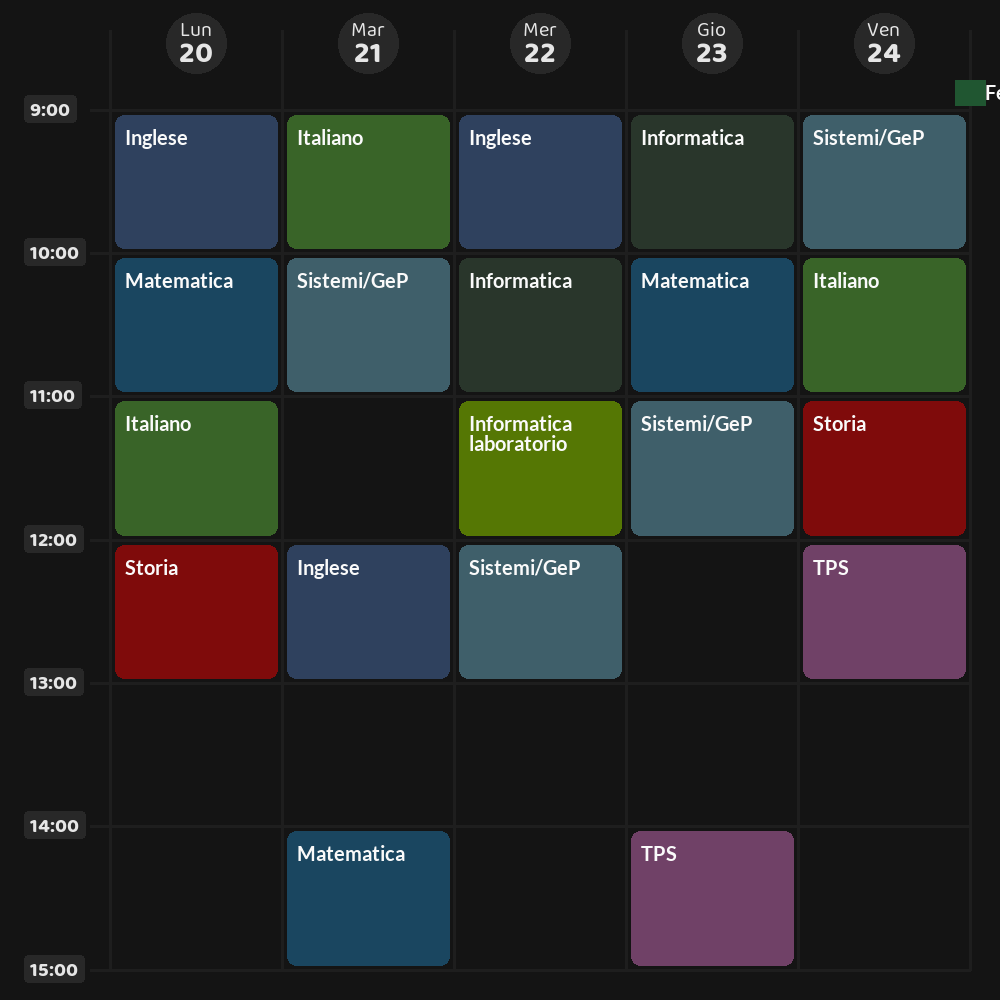 Lun
20
Mar
21
Mer
22
Gio
23
Ven
24
Fe
9:00
Inglese
Italiano
Inglese
Informatica
Sistemi/GeP
10:00
Matematica
Sistemi/GeP
Informatica
Matematica
Italiano
11:00
Italiano
Informatica
laboratorio
Sistemi/GeP
Storia
12:00
Storia
Inglese
Sistemi/GeP
TPS
13:00
14:00
Matematica
TPS
15:00